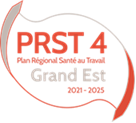 PRST 4
Plan Régional Santé au Travail
Grand Est
2021 - 2025